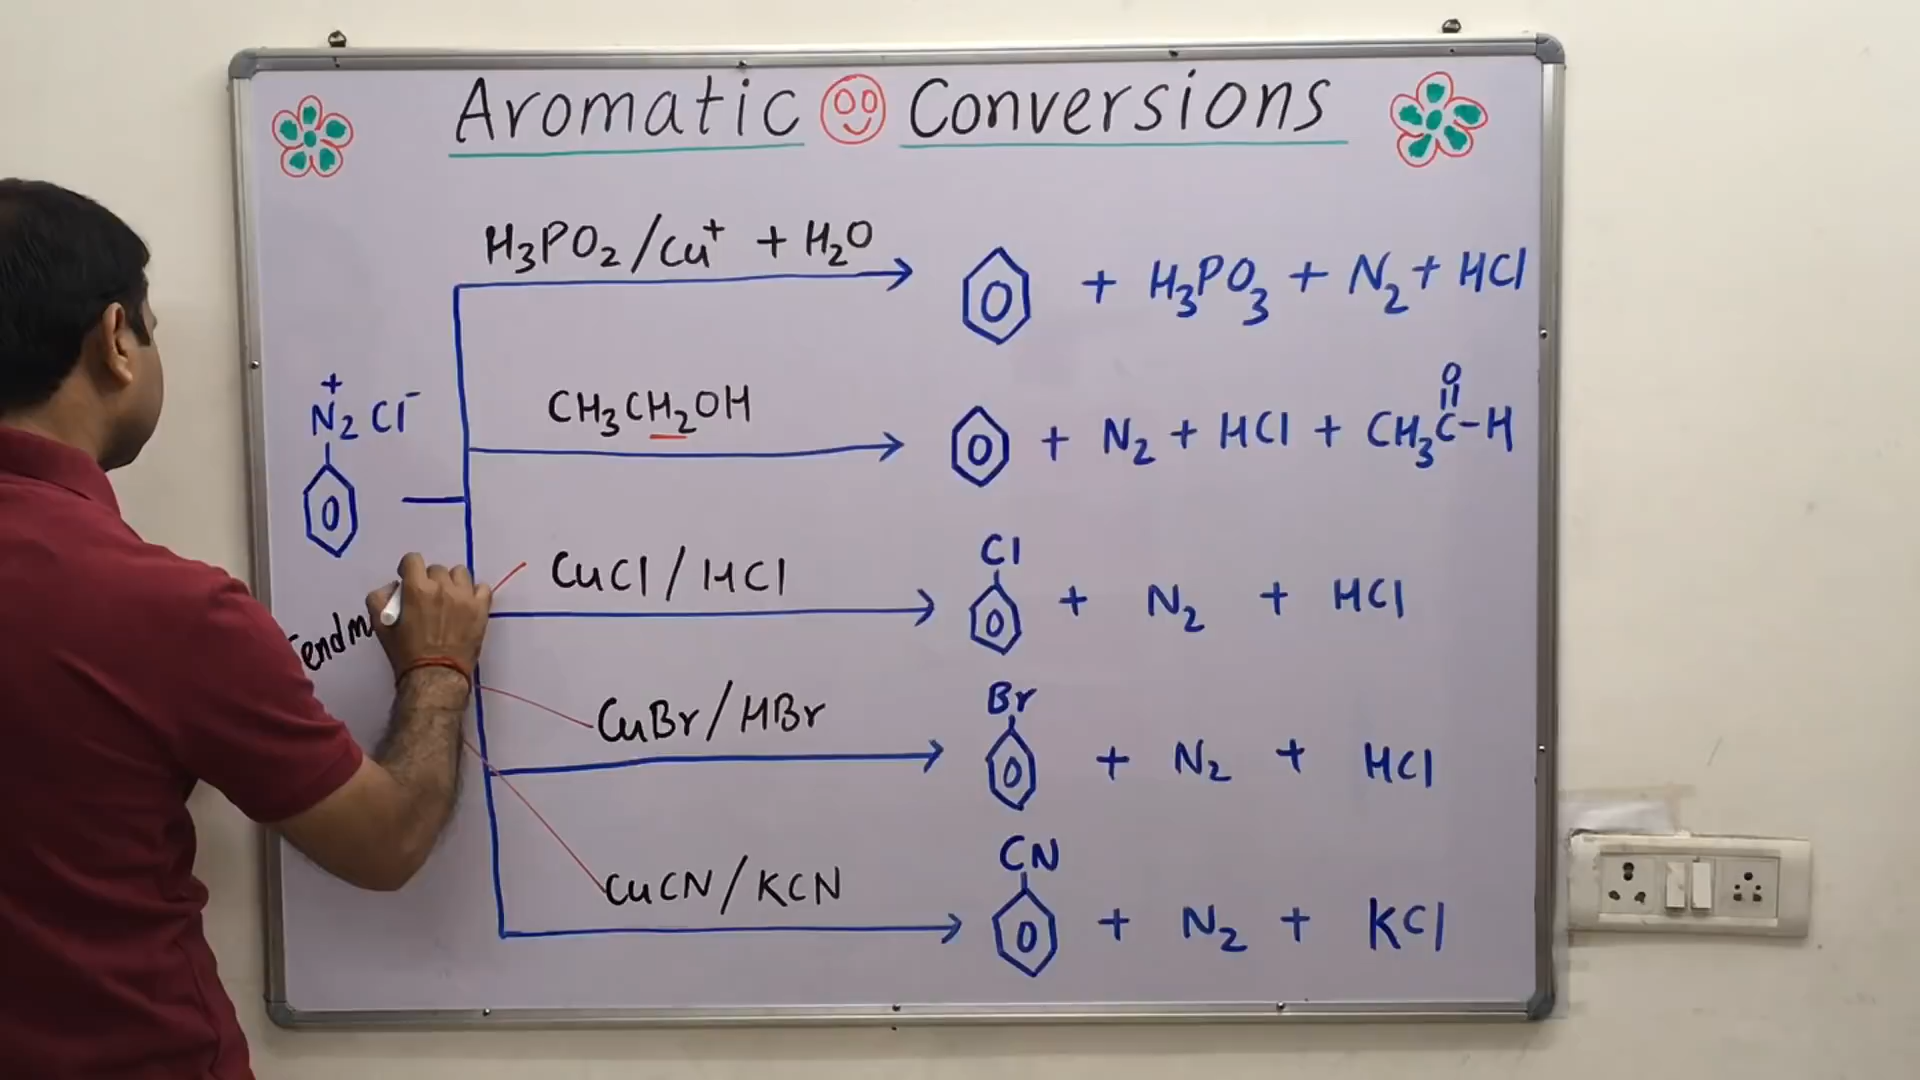 Aromatic Conversions
H₃PO₂/Cu⁺ + H₂O
+ H₃PO₃ + N₂ + HCl
N₂⁺Cl⁻
CH₃CH₂OH
O
+ N₂ + HCl + CH₃C-H
Cl
CuCl/HCl
+ N₂ + HCl
Br
CuBr/HBr
+ N₂ + HCl
CN
CuCN/KCN
+ N₂ + KCl